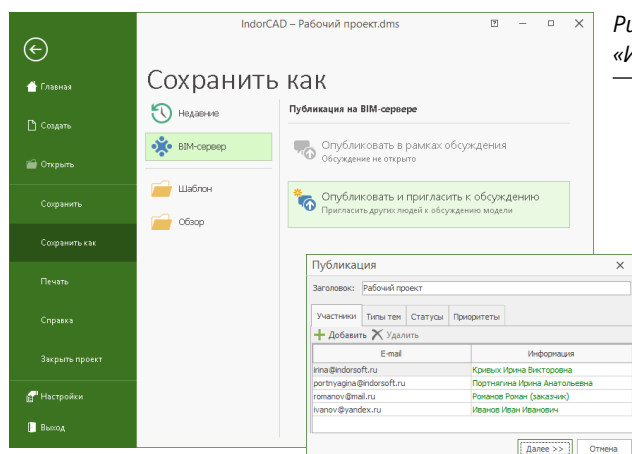 IndorCAD – Рабочий проект.dms
Главная
Создать
Открыть
Сохранить
Сохранить как
Печать
Справка
Закрыть проект
Настройки
Выход
Сохранить как
Недавние
BIM-сервер
Шаблон
Обзор
Публикация на BIM-сервере
Опубликовать в рамках обсуждения
Обсуждение не открыто
Опубликовать и пригласить к обсуждению
Пригласить других людей к обсуждению модели
Публикация
Заголовок: Рабочий проект
Участники Типы тем Статусы Приоритеты
Добавить Удалить
E-mail Информация
irina@indorsoft.ru Кривых Ирина Викторовна
portnyagina@indorsoft.ru Портнягина Ирина Анатольевна
romanov@mail.ru Романов Роман (заказчик)
ivanov@yandex.ru Иванов Иван Иванович
Далее >> Отмена